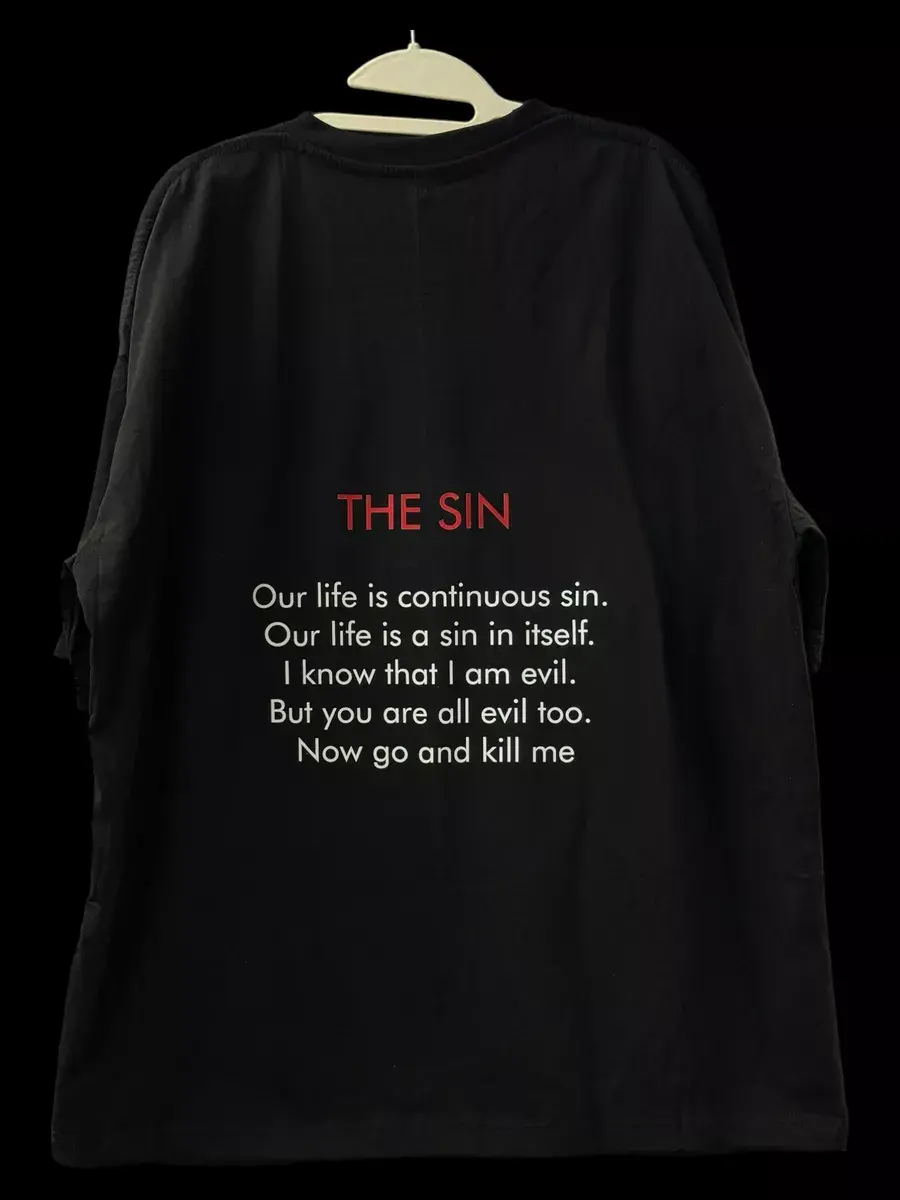 THE SIN
Our life is continuous sin.
Our life is a sin in itself.
I know that I am evil.
But you are all evil too.
Now go and kill me